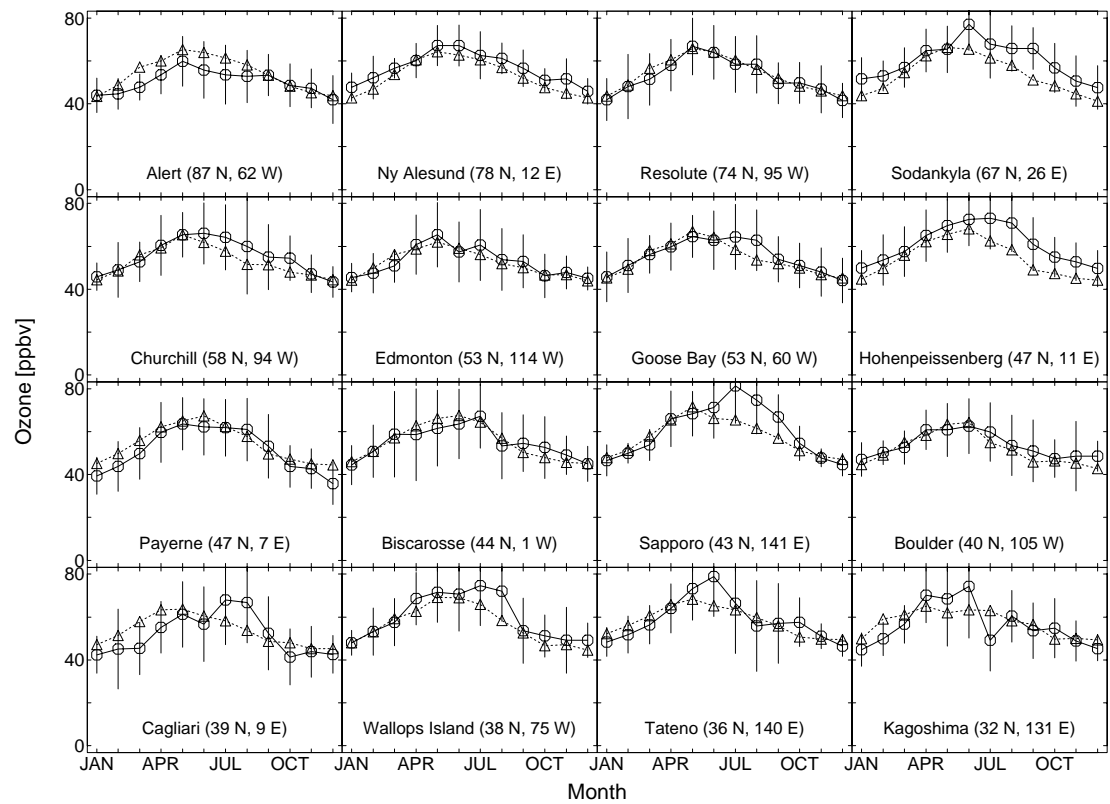 80
40
0
Alert (87 N, 62 W)
Ny Alesund (78 N, 12 E)
Resolute (74 N, 95 W)
Sodankyla (67 N, 26 E)
80
40
0
Churchill (58 N, 94 W)
Edmonton (53 N, 114 W)
Goose Bay (53 N, 60 W)
Hohenpeissenberg (47 N, 11 E)
Ozone [ppbv]
80
40
0
Payerne (47 N, 7 E)
Biscarosse (44 N, 1 W)
Sapporo (43 N, 141 E)
Boulder (40 N, 105 W)
80
40
0
Cagliari (39 N, 9 E)
Wallops Island (38 N, 75 W)
Tateno (36 N, 140 E)
Kagoshima (32 N, 131 E)
JAN APR JUL OCT JAN APR JUL OCT JAN APR JUL OCT JAN APR JUL OCT
Month